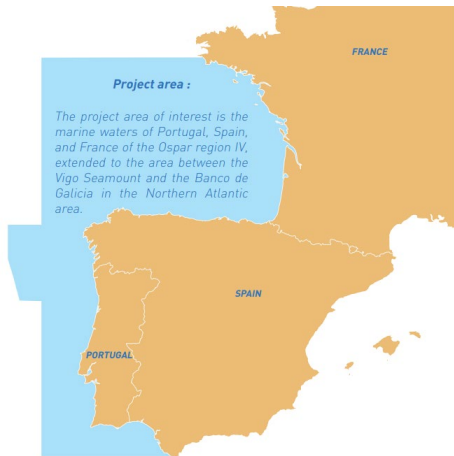 FRANCE
Project area :
The project area of interest is the
marine waters of Portugal, Spain,
and France of the Ospar region IV,
extended to the area between the
Vigo Seamount and the Banco de
Galicia in the Northern Atlantic
area.
SPAIN
PORTUGAL